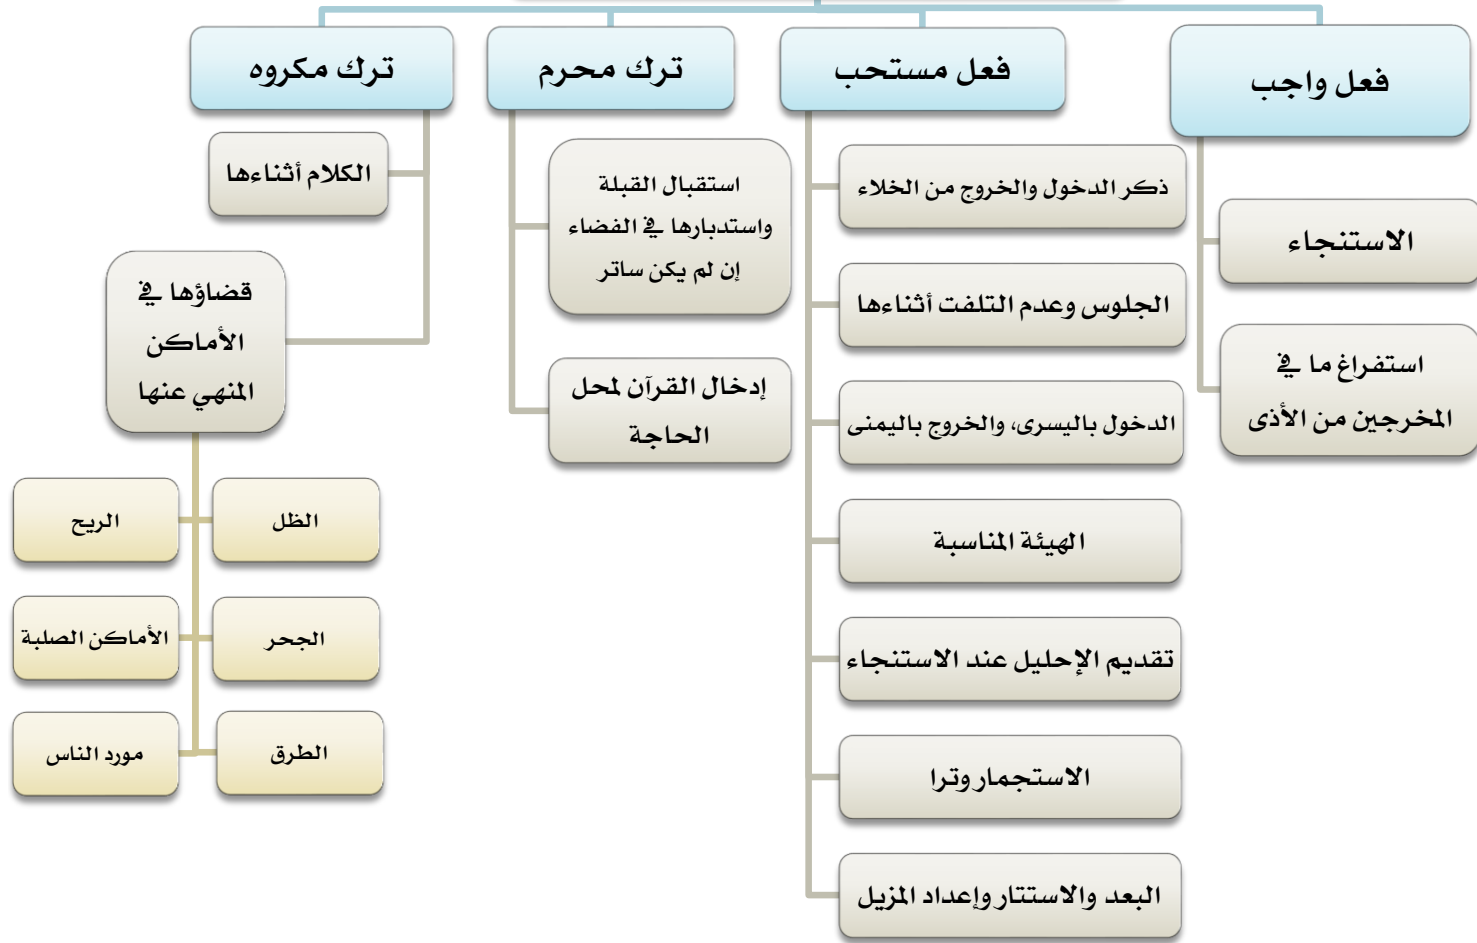 فعل واجب
الاستنجاء
استفراغ ما في
المخرجين من الأذى
فعل مستحب
ذكر الدخول والخروج من الخلاء
الجلوس وعدم التلفت أثناءها
الدخول باليسرى، والخروج باليمنى
الهيئة المناسبة
تقديم الإحليل عند الاستنجاء
الاستجمار وترا
البعد والاستتار وإعداد المزيل
ترك محرم
استقبال القبلة
واستدبارها في الفضاء
إن لم يكن ساتر
إدخال القرآن لمحل
الحاجة
ترك مكروه
الكلام أثناءها
قضاؤها في
الأماكن
المنهي عنها
الظل
الريح
الجحر
الأماكن الصلبة
الطرق
مورد الناس